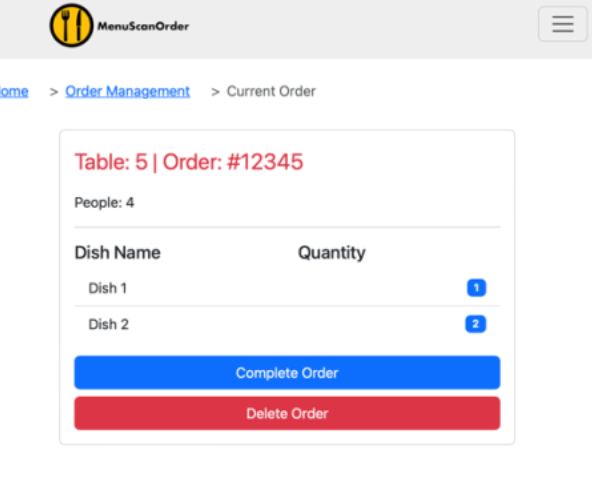 MenuScanOrder
ome > Order Management > Current Order
Table: 5 | Order: #12345
People: 4
Dish Name Quantity
Dish 1 1
Dish 2 2
Complete Order
Delete Order